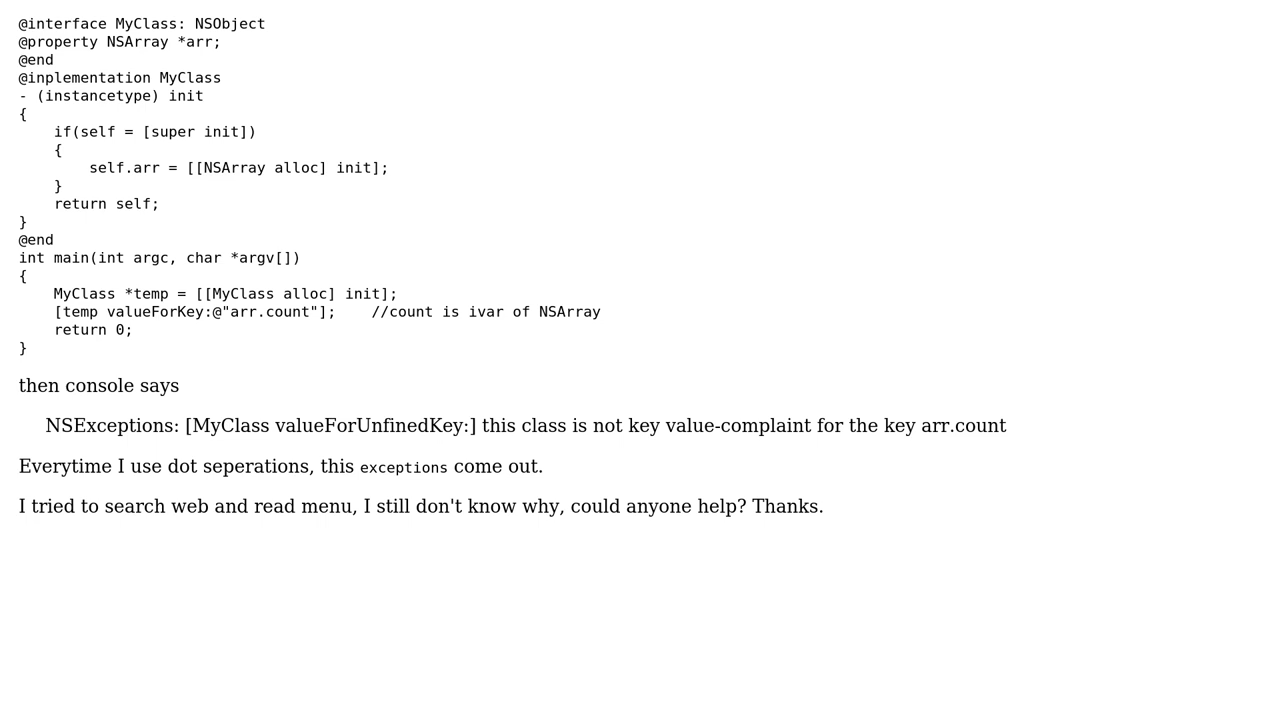 @interface MyClass: NSObject
@property NSArray *arr;
@end
@inplementation MyClass
- (instancetype) init
{
    if(self = [super init])
    {
        self.arr = [[NSArray alloc] init];
    }
    return self;
}
@end
int main(int argc, char *argv[])
{
    MyClass *temp = [[MyClass alloc] init];
    [temp valueForKey:@"arr.count"];    //count is ivar of NSArray
    return 0;
}
then console says
NSExceptions: [MyClass valueForUnfinedKey:] this class is not key value-complaint for the key arr.count
Everytime I use dot seperations, this exceptions come out.
I tried to search web and read menu, I still don't know why, could anyone help? Thanks.